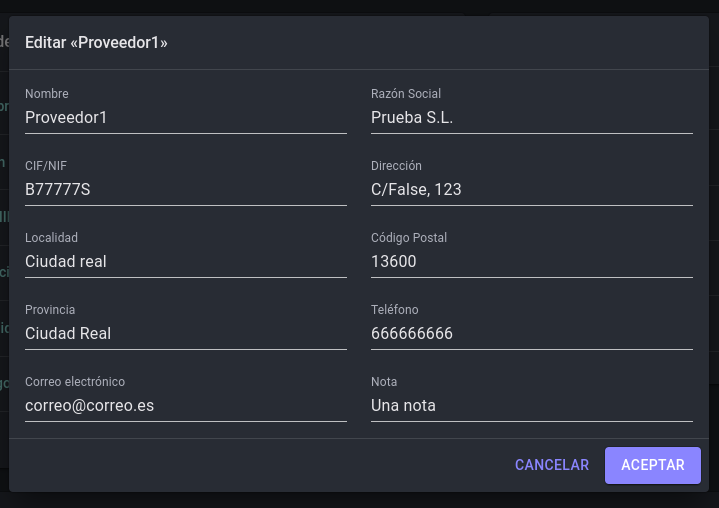 Editar «Proveedor1»
Nombre
Proveedor1
Razón Social
Prueba S.L.
CIF/NIF
B77777S
Dirección
C/False, 123
Localidad
Ciudad real
Código Postal
13600
Provincia
Ciudad Real
Teléfono
666666666
Correo electrónico
correo@correo.es
Nota
Una nota
CANCELAR
ACEPTAR